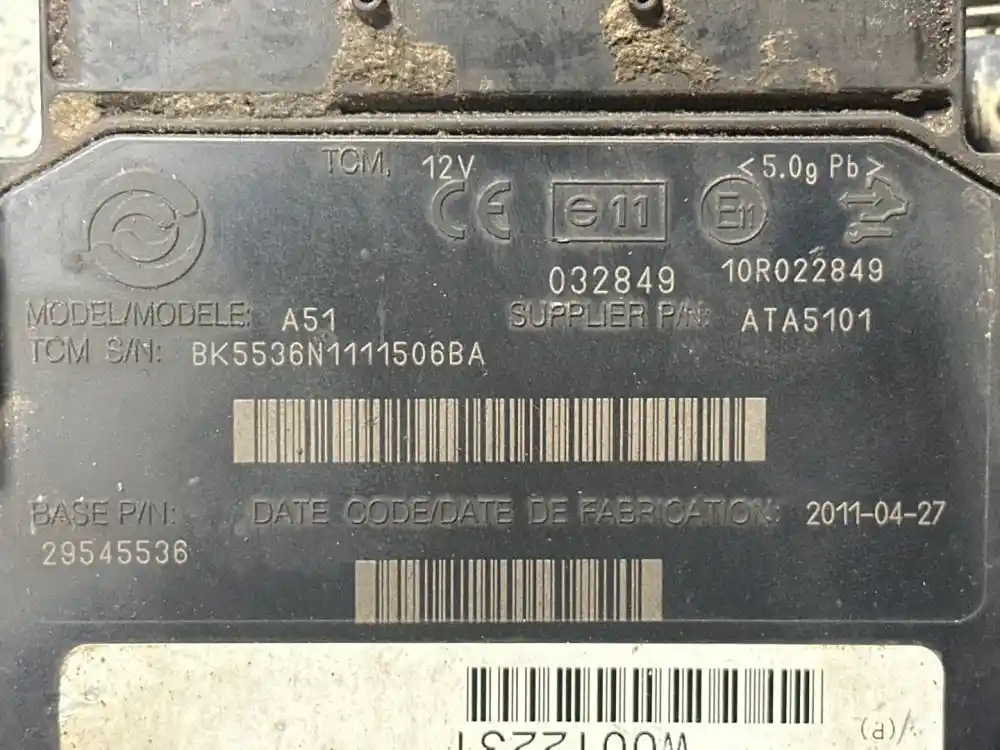 TCM, 12V <5.0g Pb>
CE e11 E11
032849 10R022849
MODEL/MODELE: A51 SUPPLIER P/N: ATA5101
TCM S/N: BK5536N1111506BA
BASE P/N: DATE CODE/DATE DE FABRICATION: 2011-04-27
29545536
(P)